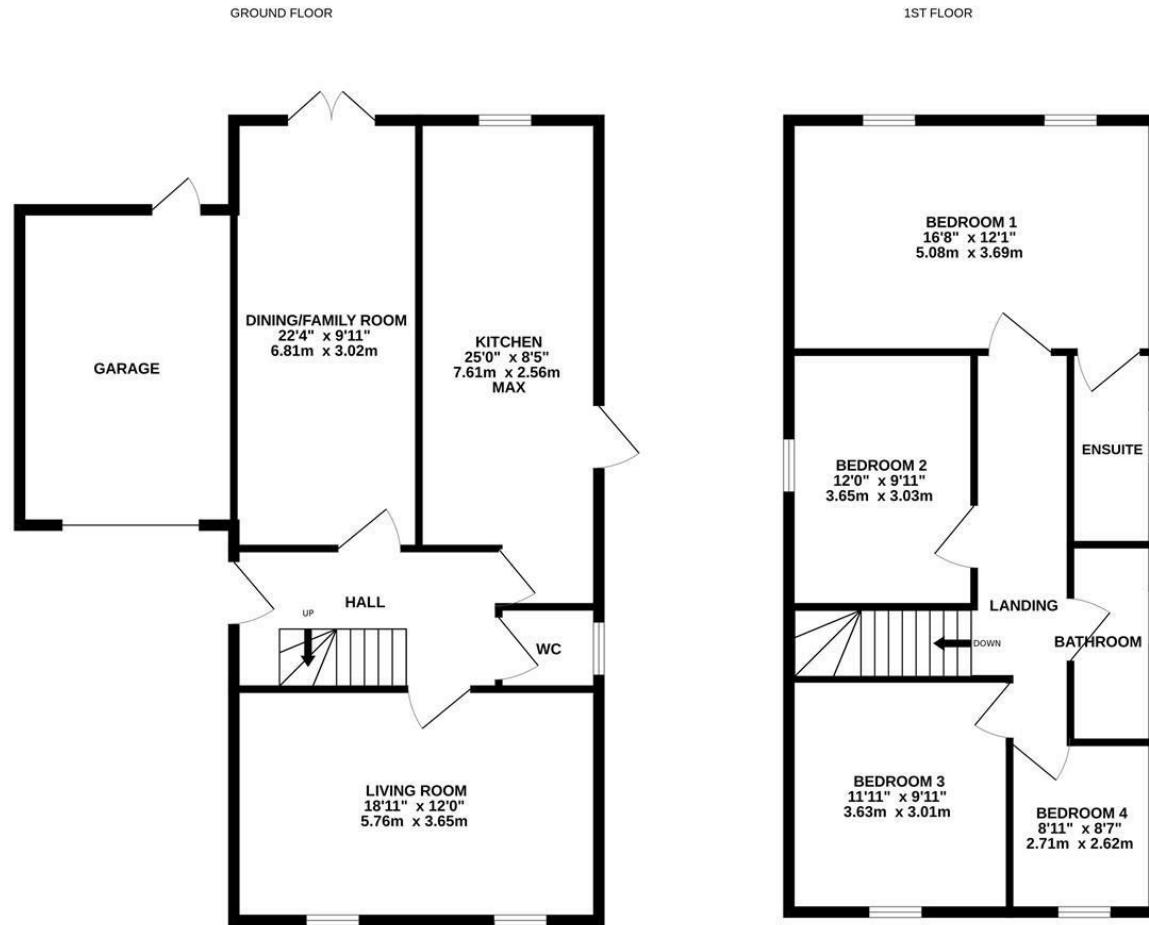 GROUND FLOOR
1ST FLOOR
GARAGE
DINING/FAMILY ROOM
22'4" x 9'11"
6.81m x 3.02m
KITCHEN
25'0" x 8'5"
7.61m x 2.56m
MAX
HALL
UP
WC
LIVING ROOM
18'11" x 12'0"
5.76m x 3.65m
BEDROOM 1
16'8" x 12'1"
5.08m x 3.69m
BEDROOM 2
12'0" x 9'11"
3.65m x 3.03m
ENSUITE
LANDING
DOWN
BATHROOM
BEDROOM 3
11'11" x 9'11"
3.63m x 3.01m
BEDROOM 4
8'11" x 8'7"
2.71m x 2.62m